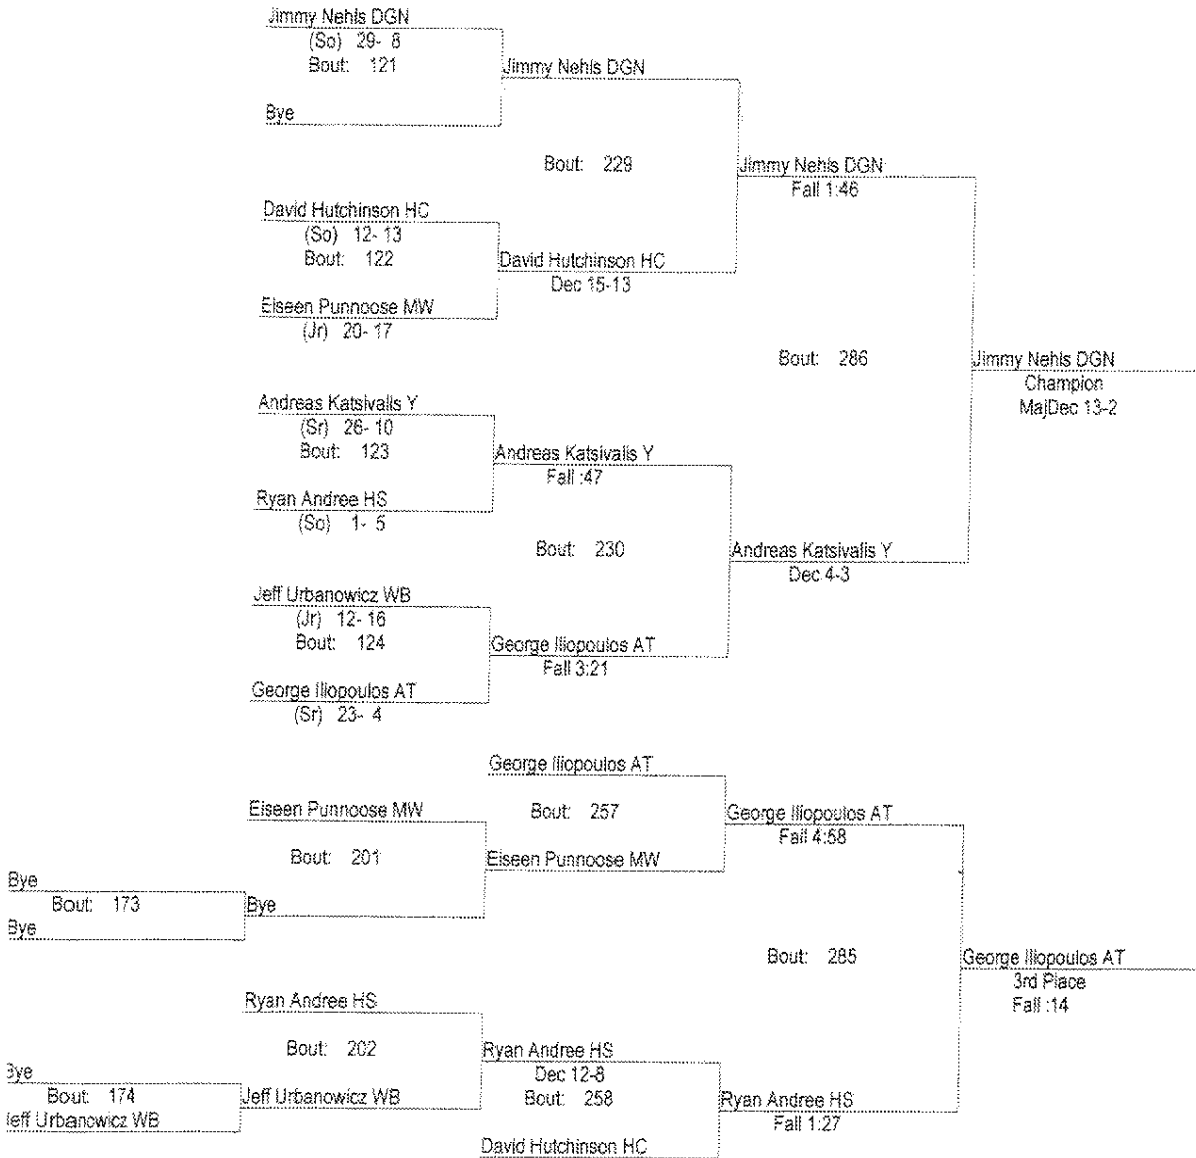 Jimmy Nehls DGN
(So) 29- 8
Bout: 121
Jimmy Nehls DGN
Bye
Bout: 229
Jimmy Nehls DGN
Fall 1:46
David Hutchinson HC
(So) 12- 13
Bout: 122
David Hutchinson HC
Dec 15-13
Eiseen Punnoose MW
(Jr) 20- 17
Bout: 286
Jimmy Nehls DGN
Champion
MajDec 13-2
Andreas Katsivalis Y
(Sr) 26- 10
Bout: 123
Andreas Katsivalis Y
Fall :47
Ryan Andree HS
(So) 1- 5
Bout: 230
Andreas Katsivalis Y
Dec 4-3
Jeff Urbanowicz WB
(Jr) 12- 16
Bout: 124
George Iliopoulos AT
Fall 3:21
George Iliopoulos AT
(Sr) 23- 4
George Iliopoulos AT
Bout: 257
George Iliopoulos AT
Fall 4:58
Eiseen Punnoose MW
Bout: 201
Eiseen Punnoose MW
Bye
Bout: 173
Bye
Bye
Bout: 285
George Iliopoulos AT
3rd Place
Fall :14
Ryan Andree HS
Bout: 202
Ryan Andree HS
Dec 12-8
Bye
Bout: 174
Jeff Urbanowicz WB
Jeff Urbanowicz WB
Bout: 258
Ryan Andree HS
Fall 1:27
David Hutchinson HC